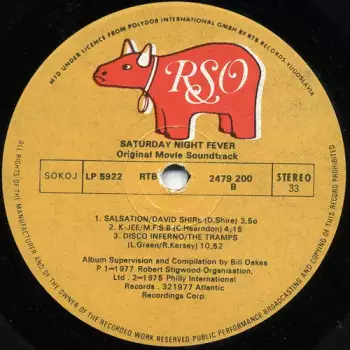 MFD UNDER LICENCE FROM POLYDOR INTERNATIONAL GMBH BY RTB RECORDS, YUGOSLAVIA
RSO
SATURDAY NIGHT FEVER
Original Movie Soundtrack
SOKOJ LP 5922 RTB 2479 200 B STEREO 33
1. SALSATION/DAVID SHIRE (D.Shire) 3,50
2. K-JEE/M.F.S.B.(C.Hearndon) 4,15
3. DISCO INFERNO/THE TRAMPS
(L.Green/R.Kersey) 10,52
Album Supervision and Compilation by Bill Oakes
P 1=1977 Robert Stigwood Organisation,
Ltd . 2=1975 Philly International
Records . 321977 Atlantic
Recordings Corp.
ALL RIGHTS OF THE MANUFACTURER AND OF THE OWNER OF THE RECORDED WORK RESERVED-PUBLIC PERFORMANCE BROADCASTING AND COPYING OF THIS RECORD PROHIBITED